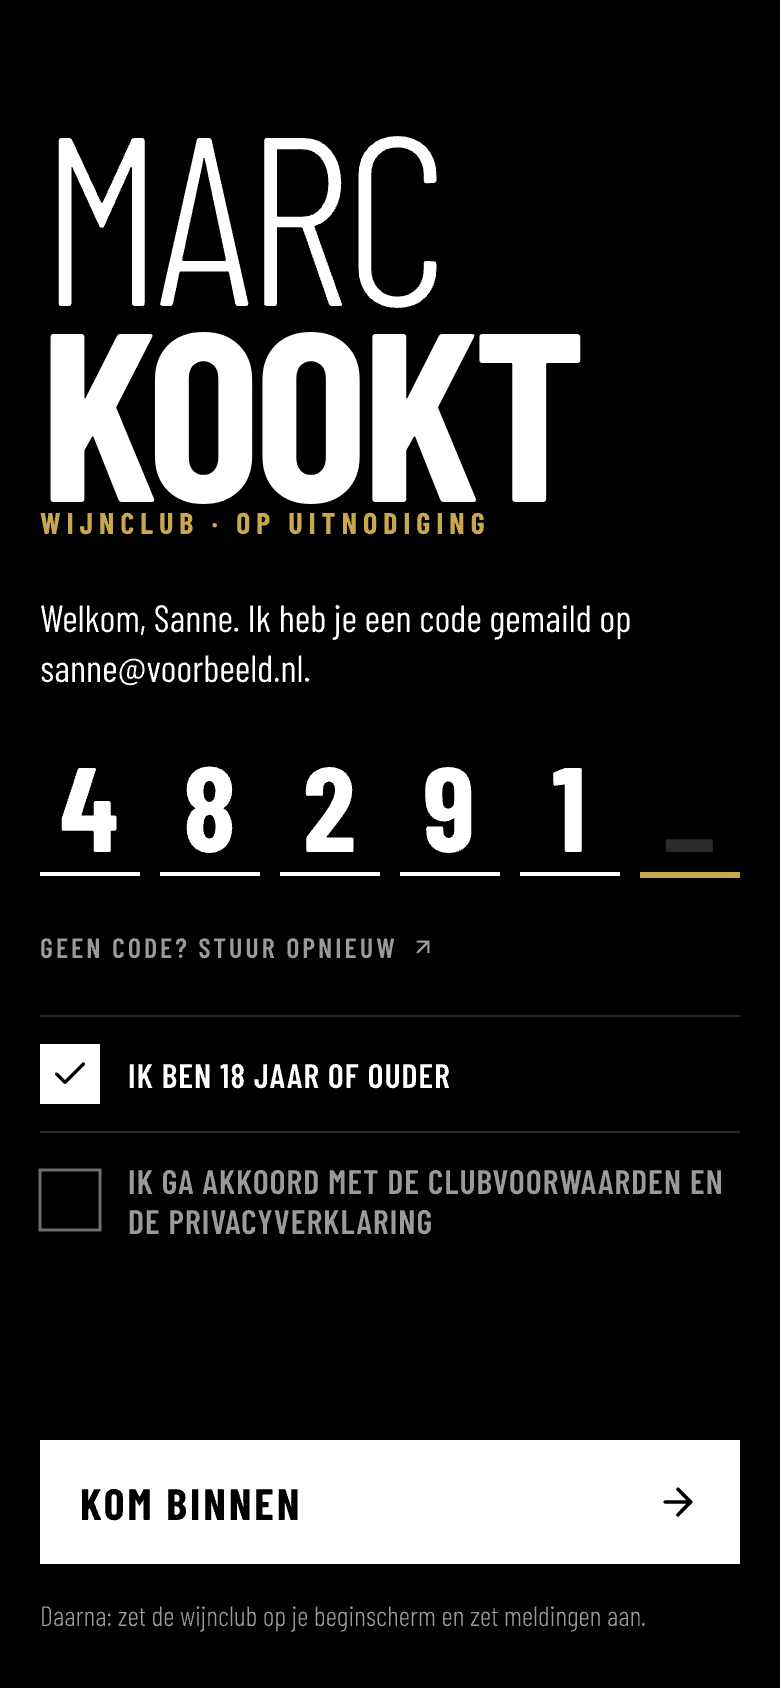 MARC
KOOKT
WIJNCLUB · OP UITNODIGING
Welkom, Sanne. Ik heb je een code gemaild op
sanne@voorbeeld.nl.
4 8 2 9 1 _
GEEN CODE? STUUR OPNIEUW ↗
IK BEN 18 JAAR OF OUDER
IK GA AKKOORD MET DE CLUBVOORWAARDEN EN
DE PRIVACYVERKLARING
KOM BINNEN →
Daarna: zet de wijnclub op je beginscherm en zet meldingen aan.